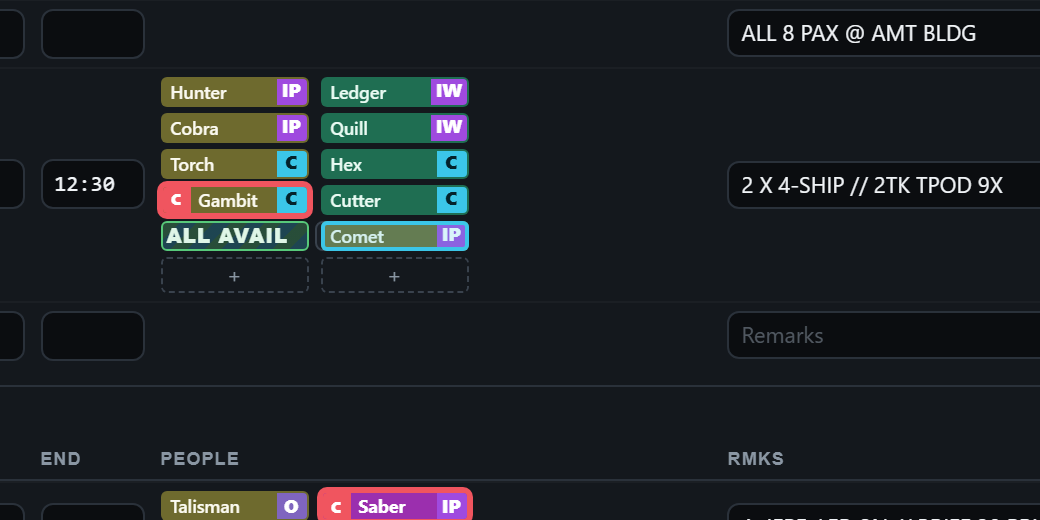 ALL 8 PAX @ AMT BLDG
Hunter IP Ledger IW
Cobra IP Quill IW
Torch C Hex C
12:30 c Gambit C Cutter C 2 X 4-SHIP // 2TK TPOD 9X
ALL AVAIL Comet IP
+ +
Remarks
END PEOPLE RMKS
Talisman O c Saber IP